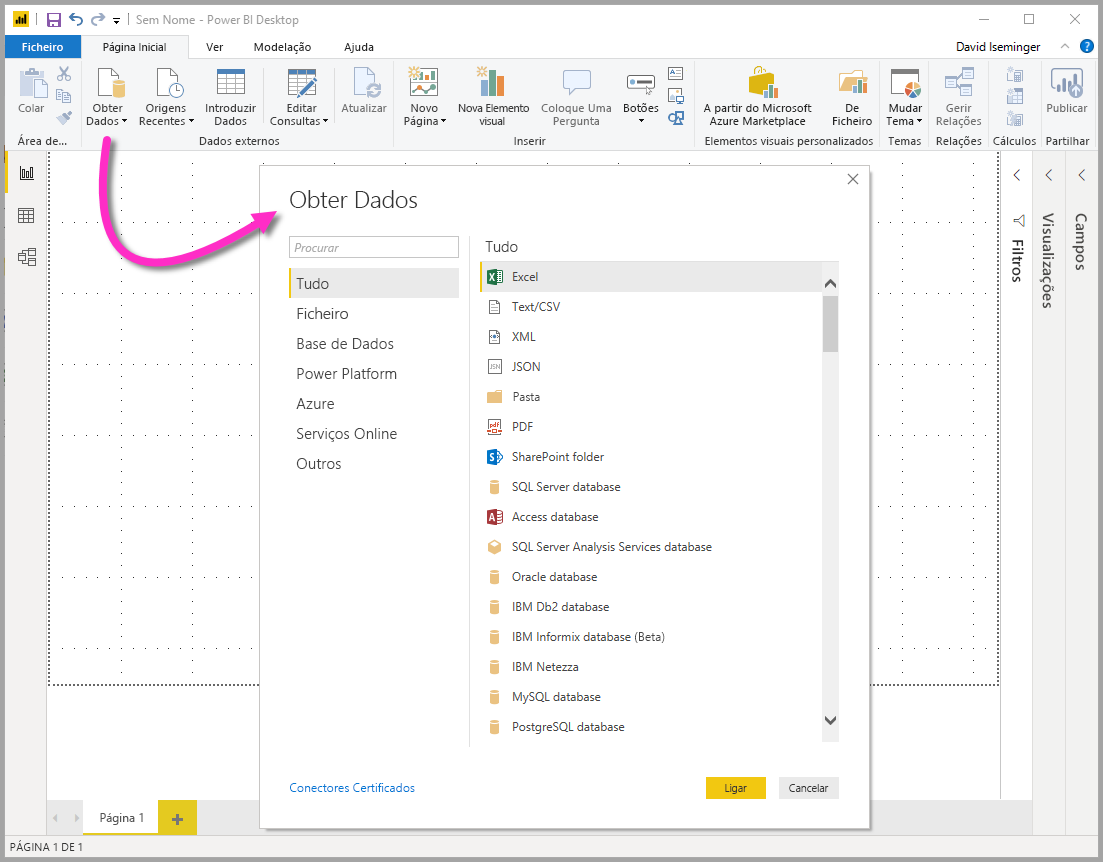 Sem Nome - Power BI Desktop
Ficheiro
Página Inicial
Ver
Modelação
Ajuda
David Iseminger
?
Colar
Obter
Dados
Origens
Recentes
Introduzir
Dados
Editar
Consultas
Atualizar
Novo
Página
Nova Elemento
visual
Coloque Uma
Pergunta
Botões
A partir do Microsoft
Azure Marketplace
De
Ficheiro
Mudar
Tema
Gerir
Relações
Publicar
Área de...
Dados externos
Inserir
Elementos visuais personalizados
Temas
Relações
Cálculos
Partilhar
Obter Dados
Procurar
Tudo
Ficheiro
Base de Dados
Power Platform
Azure
Serviços Online
Outros
Tudo
Excel
Text/CSV
XML
JSON
Pasta
PDF
SharePoint folder
SQL Server database
Access database
SQL Server Analysis Services database
Oracle database
IBM Db2 database
IBM Informix database (Beta)
IBM Netezza
MySQL database
PostgreSQL database
Conectores Certificados
Ligar
Cancelar
Filtros
Visualizações
Campos
Página 1
PÁGINA 1 DE 1